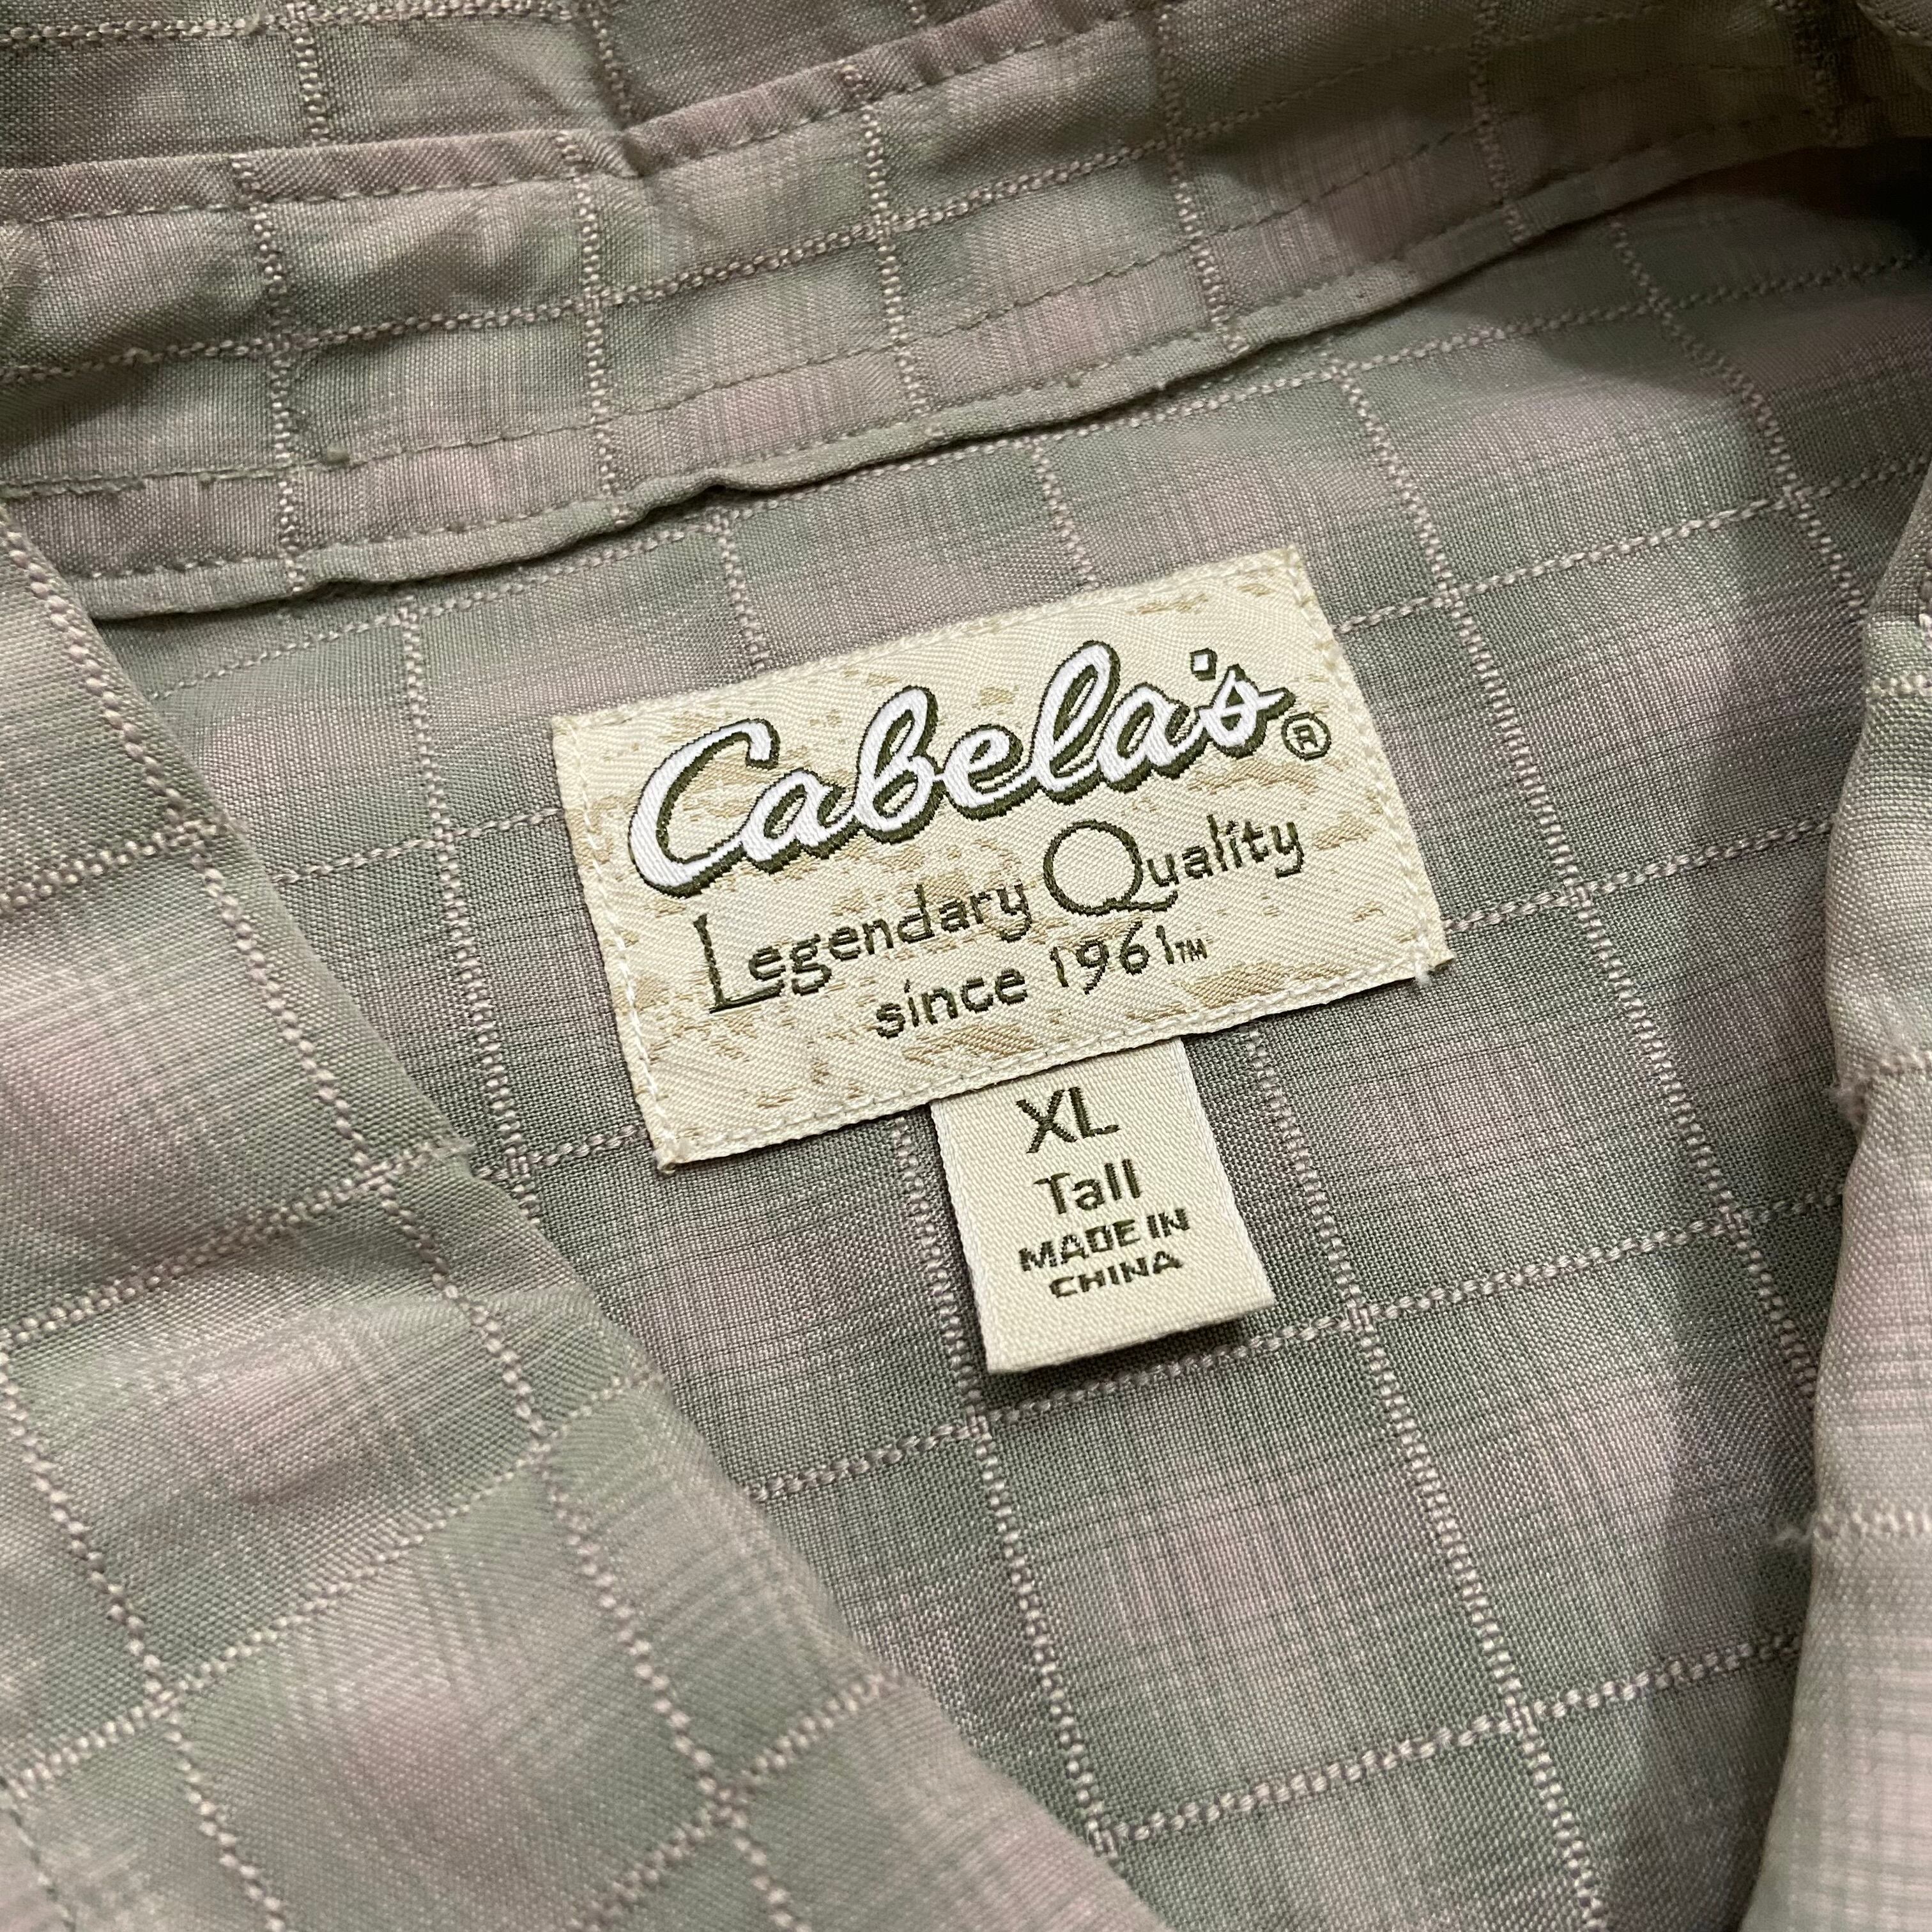 Cabela's®
Legendary Quality
since 1961™
XL
Tall
MADE IN
CHINA